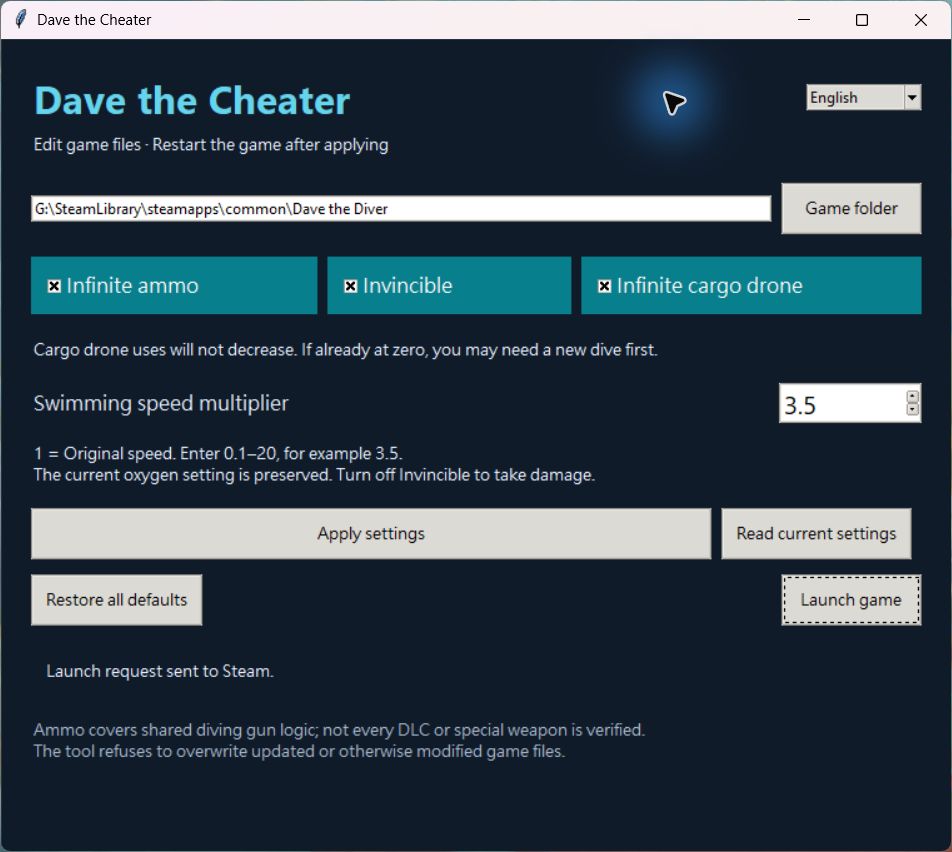 Dave the Cheater
Dave the Cheater
English
Edit game files · Restart the game after applying
G:\SteamLibrary\steamapps\common\Dave the Diver
Game folder
Infinite ammo
Invincible
Infinite cargo drone
Cargo drone uses will not decrease. If already at zero, you may need a new dive first.
Swimming speed multiplier
3.5
1 = Original speed. Enter 0.1–20, for example 3.5.
The current oxygen setting is preserved. Turn off Invincible to take damage.
Apply settings
Read current settings
Restore all defaults
Launch game
Launch request sent to Steam.
Ammo covers shared diving gun logic; not every DLC or special weapon is verified.
The tool refuses to overwrite updated or otherwise modified game files.